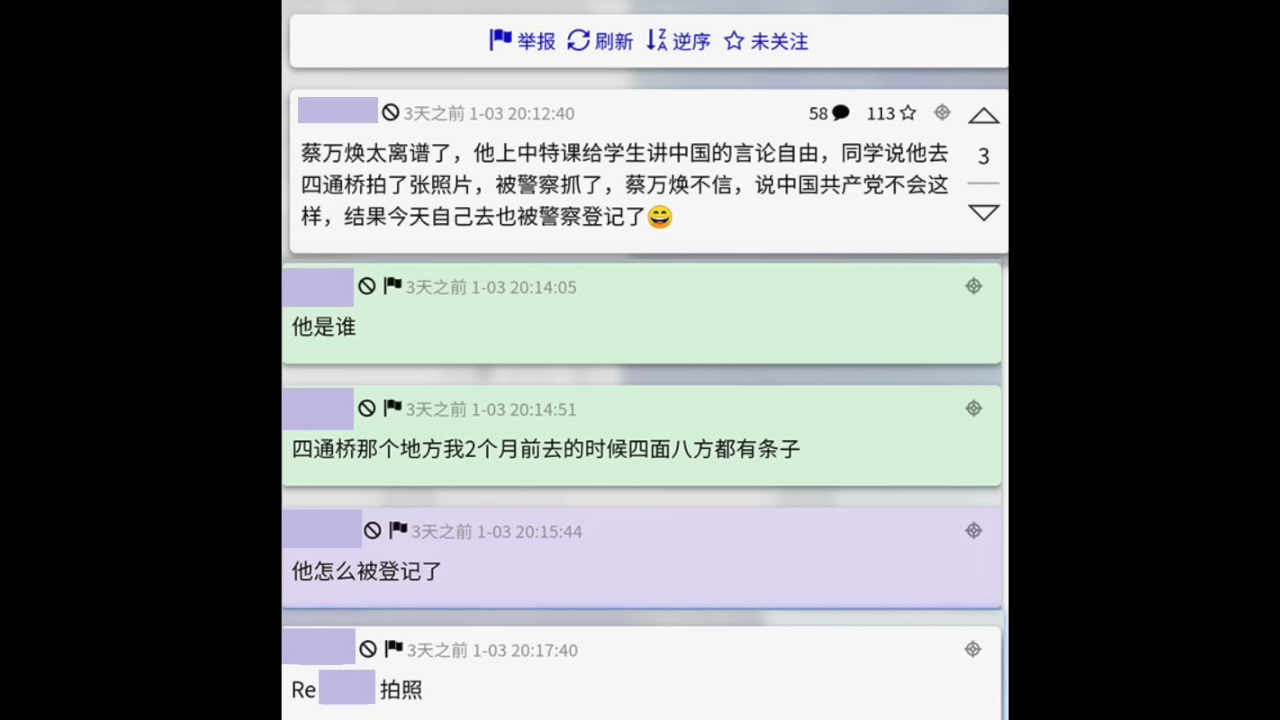 举报 刷新 逆序 未关注
3天之前 1-03 20:12:40 58 113
蔡万焕太离谱了，他上中特课给学生讲中国的言论自由，同学说他去
四通桥拍了张照片，被警察抓了，蔡万焕不信，说中国共产党不会这
样，结果今天自己去也被警察登记了😄
3
3天之前 1-03 20:14:05
他是谁
3天之前 1-03 20:14:51
四通桥那个地方我2个月前去的时候四面八方都有条子
3天之前 1-03 20:15:44
他怎么被登记了
3天之前 1-03 20:17:40
Re 拍照